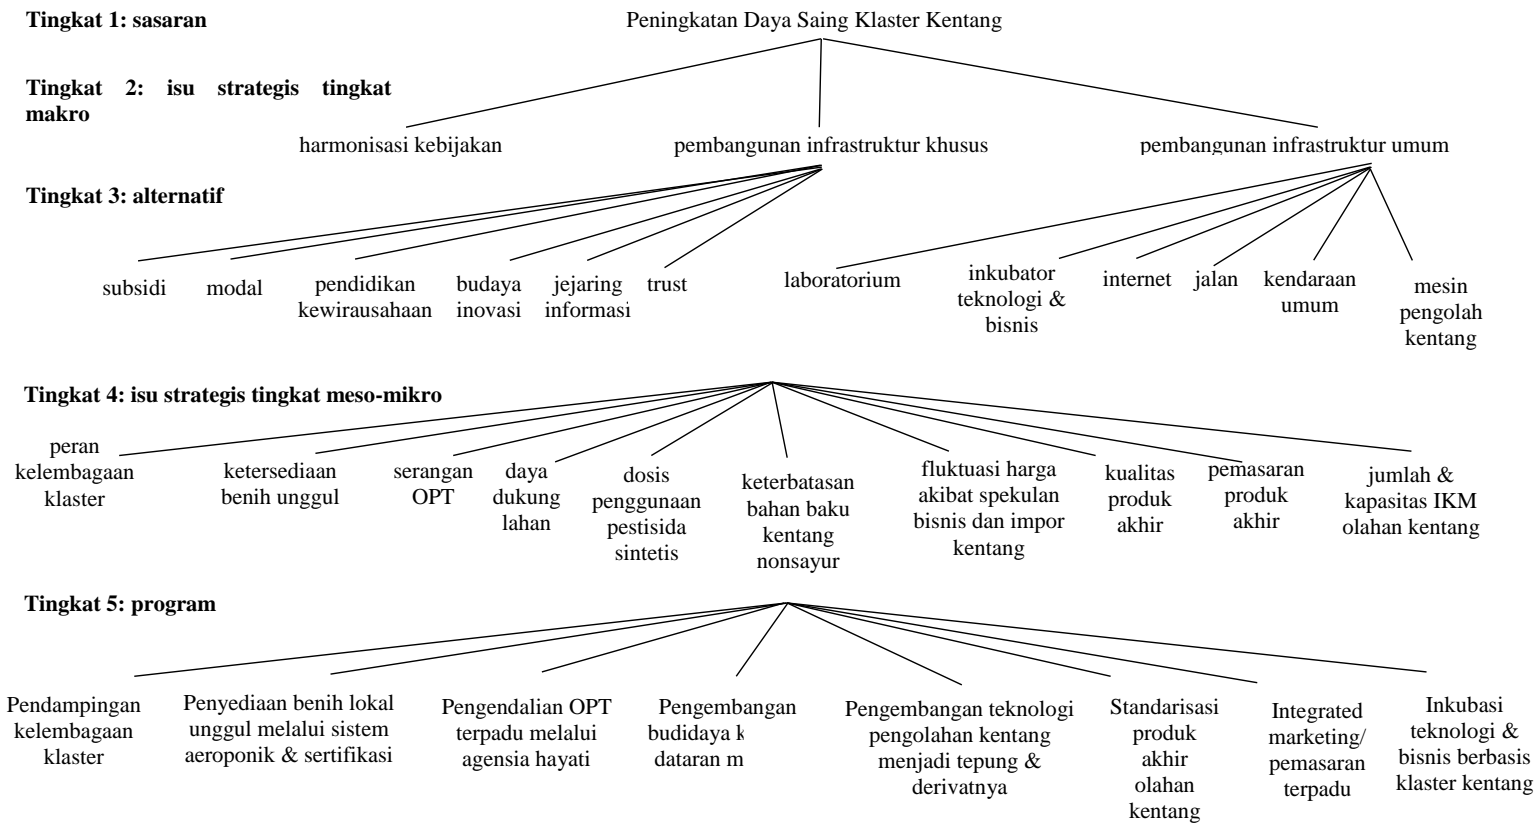 Tingkat 1: sasaran
Peningkatan Daya Saing Klaster Kentang
Tingkat 2: isu strategis tingkat
makro
harmonisasi kebijakan
pembangunan infrastruktur khusus
pembangunan infrastruktur umum
Tingkat 3: alternatif
subsidi
modal
pendidikan
kewirausahaan
budaya
inovasi
jejaring
informasi
trust
laboratorium
inkubator
teknologi &
bisnis
internet
jalan
kendaraan
umum
mesin
pengolah
kentang
Tingkat 4: isu strategis tingkat meso-mikro
peran
kelembagaan
klaster
ketersediaan
benih unggul
serangan
OPT
daya
dukung
lahan
dosis
penggunaan
pestisida
sintetis
keterbatasan
bahan baku
kentang
nonsayur
fluktuasi harga
akibat spekulan
bisnis dan impor
kentang
kualitas
produk
akhir
pemasaran
produk
akhir
jumlah &
kapasitas IKM
olahan kentang
Tingkat 5: program
Pendampingan
kelembagaan
klaster
Penyediaan benih lokal
unggul melalui sistem
aeroponik & sertifikasi
Pengendalian OPT
terpadu melalui
agensia hayati
Pengembangan
budidaya
dataran
Pengembangan teknologi
pengolahan kentang
menjadi tepung &
derivatnya
Standarisasi
produk
akhir
olahan
kentang
Integrated
marketing/
pemasaran
terpadu
Inkubasi
teknologi &
bisnis berbasis
klaster kentang